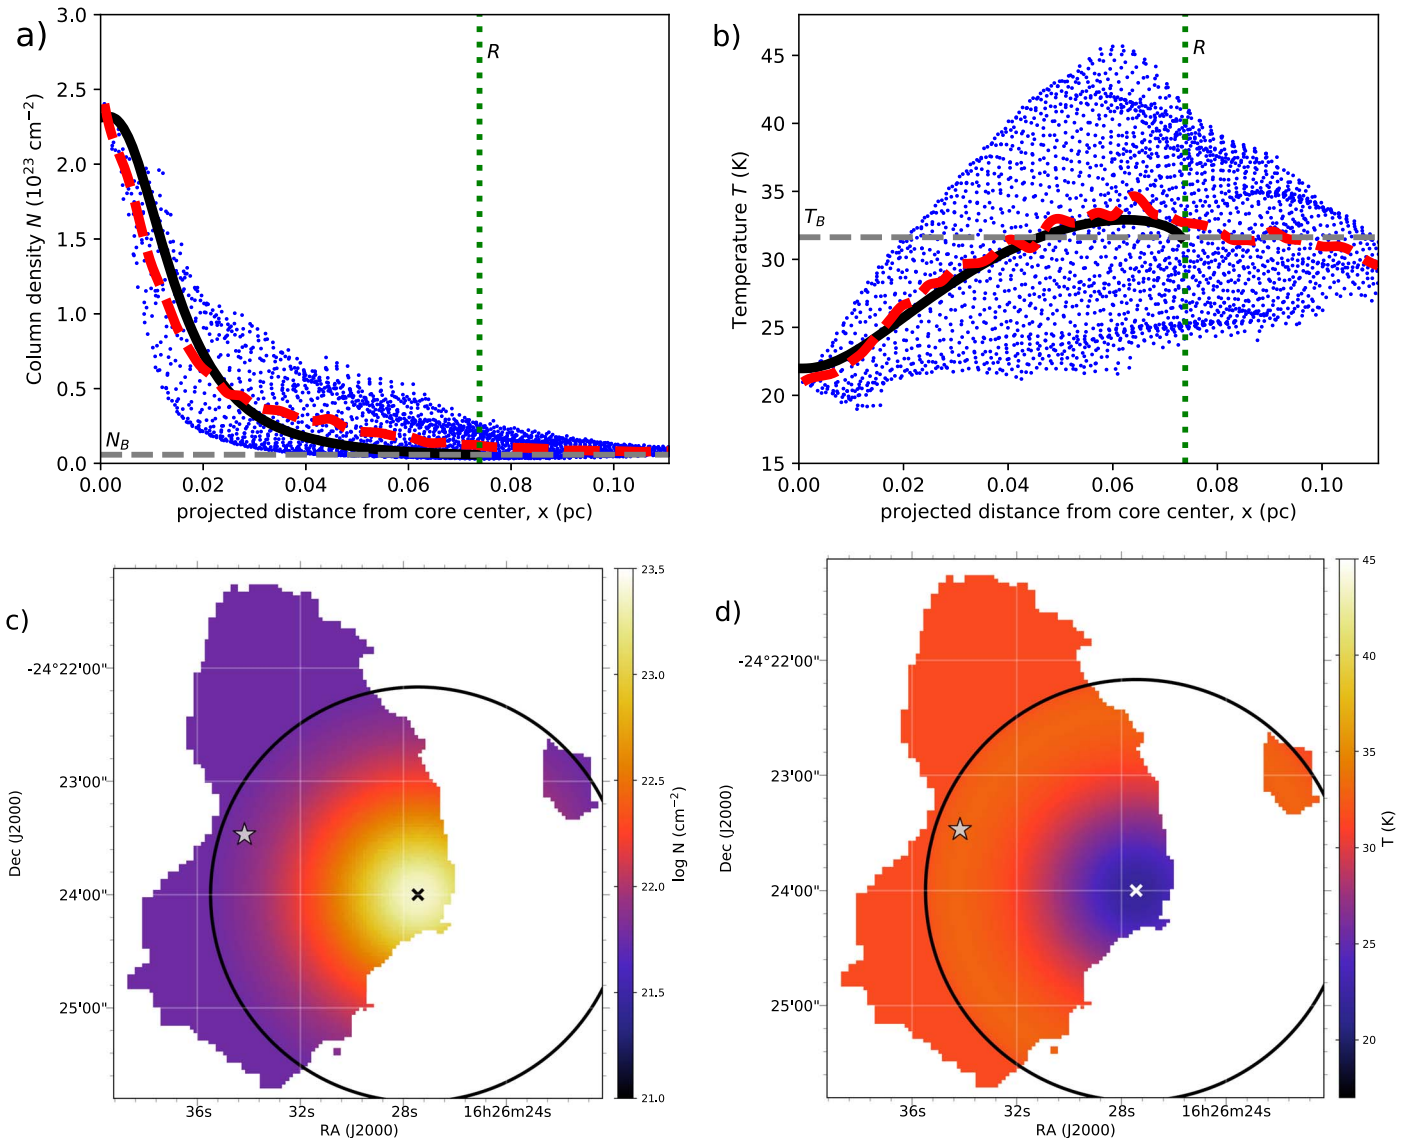 a)
3.0
2.5
2.0
1.5
1.0
0.5
0.0
Column density N (10²³ cm⁻²)
R
N_B
0.00 0.02 0.04 0.06 0.08 0.10
projected distance from core center, x (pc)
b)
45
40
35
30
25
20
15
Temperature T (K)
R
T_B
0.00 0.02 0.04 0.06 0.08 0.10
projected distance from core center, x (pc)
c)
-24°22'00"
23'00"
24'00"
25'00"
Dec (J2000)
36s 32s 28s 16h26m24s
RA (J2000)
23.5
23.0
22.5
22.0
21.5
21.0
log N (cm⁻²)
d)
-24°22'00"
23'00"
24'00"
25'00"
Dec (J2000)
36s 32s 28s 16h26m24s
RA (J2000)
45
40
35
30
25
20
T (K)